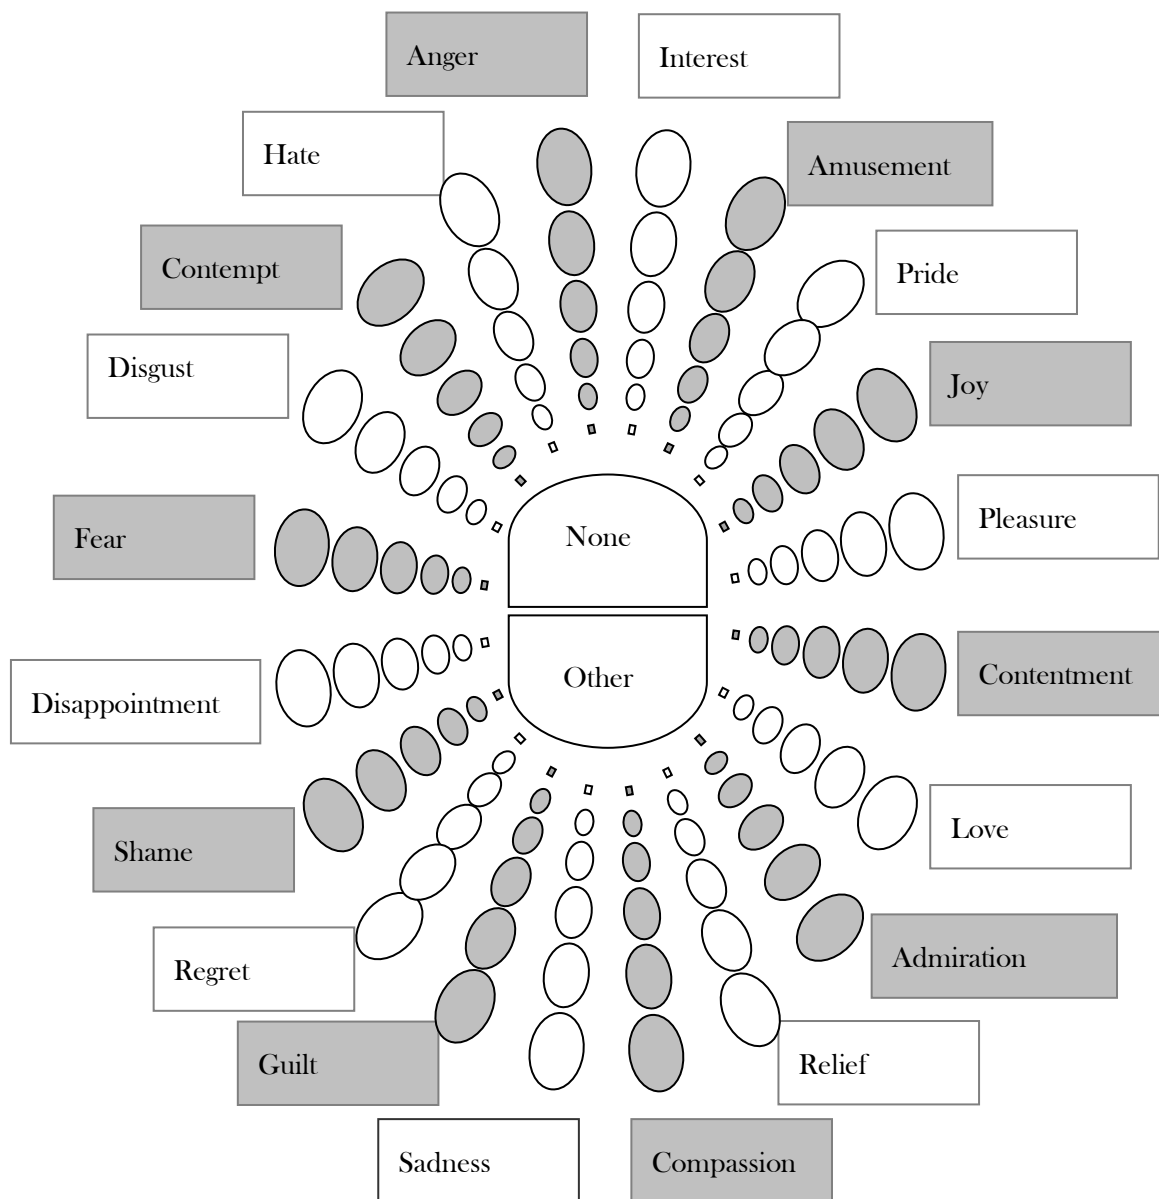 Anger
Interest
Hate
Amusement
Contempt
Pride
Disgust
Joy
Fear
None
Pleasure
Other
Disappointment
Contentment
Shame
Love
Regret
Admiration
Guilt
Relief
Sadness
Compassion